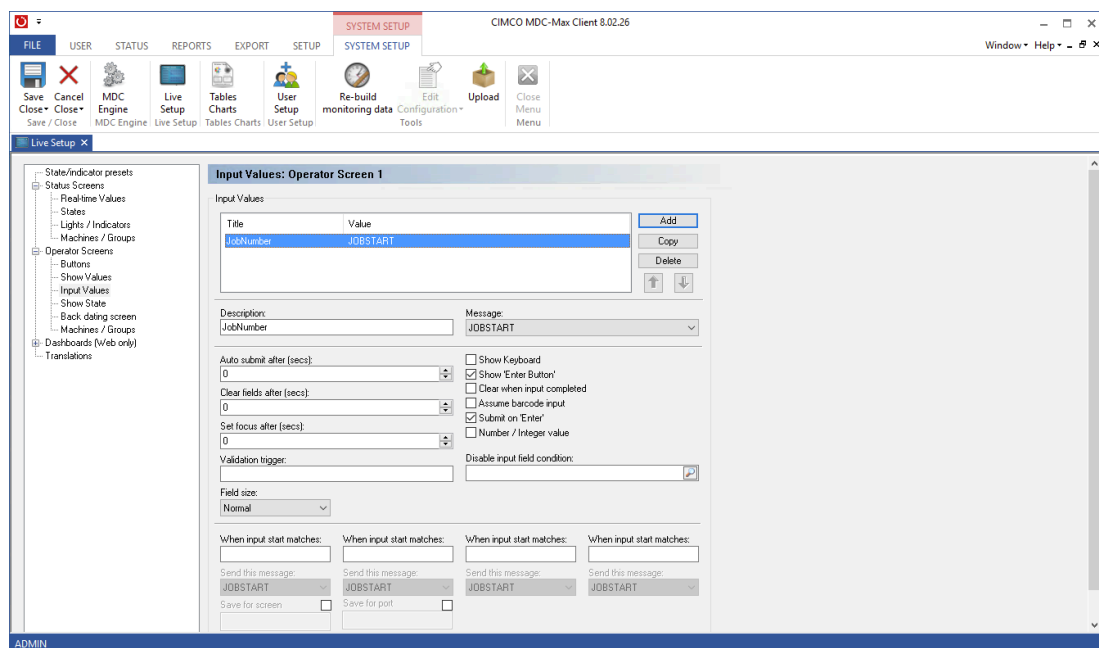 SYSTEM SETUP
CIMCO MDC-Max Client 8.02.26
FILE USER STATUS REPORTS EXPORT SETUP SYSTEM SETUP Window Help
Save Cancel MDC Live Tables User Re-build Edit Upload Close
Close Close Engine Setup Charts Setup monitoring data Configuration Menu
Save / Close MDC Engine Live Setup Tables Charts User Setup Tools Menu
Live Setup
State/indicator presets
Status Screens
Real-time Values
States
Lights / Indicators
Machines / Groups
Operator Screens
Buttons
Show Values
Input Values
Show State
Back dating screen
Machines / Groups
Dashboards (Web only)
Translations
Input Values: Operator Screen 1
Input Values
Title Value
JobNumber JOBSTART
Add
Copy
Delete
Description: Message:
JobNumber JOBSTART
Auto submit after (secs):
0
Clear fields after (secs):
0
Set focus after (secs):
0
Validation trigger:
Field size:
Normal
Show Keyboard
Show 'Enter Button'
Clear when input completed
Assume barcode input
Submit on 'Enter'
Number / Integer value
Disable input field condition:
When input start matches: When input start matches: When input start matches: When input start matches:
Send this message: Send this message: Send this message: Send this message:
JOBSTART JOBSTART JOBSTART JOBSTART
Save for screen Save for port
ADMIN